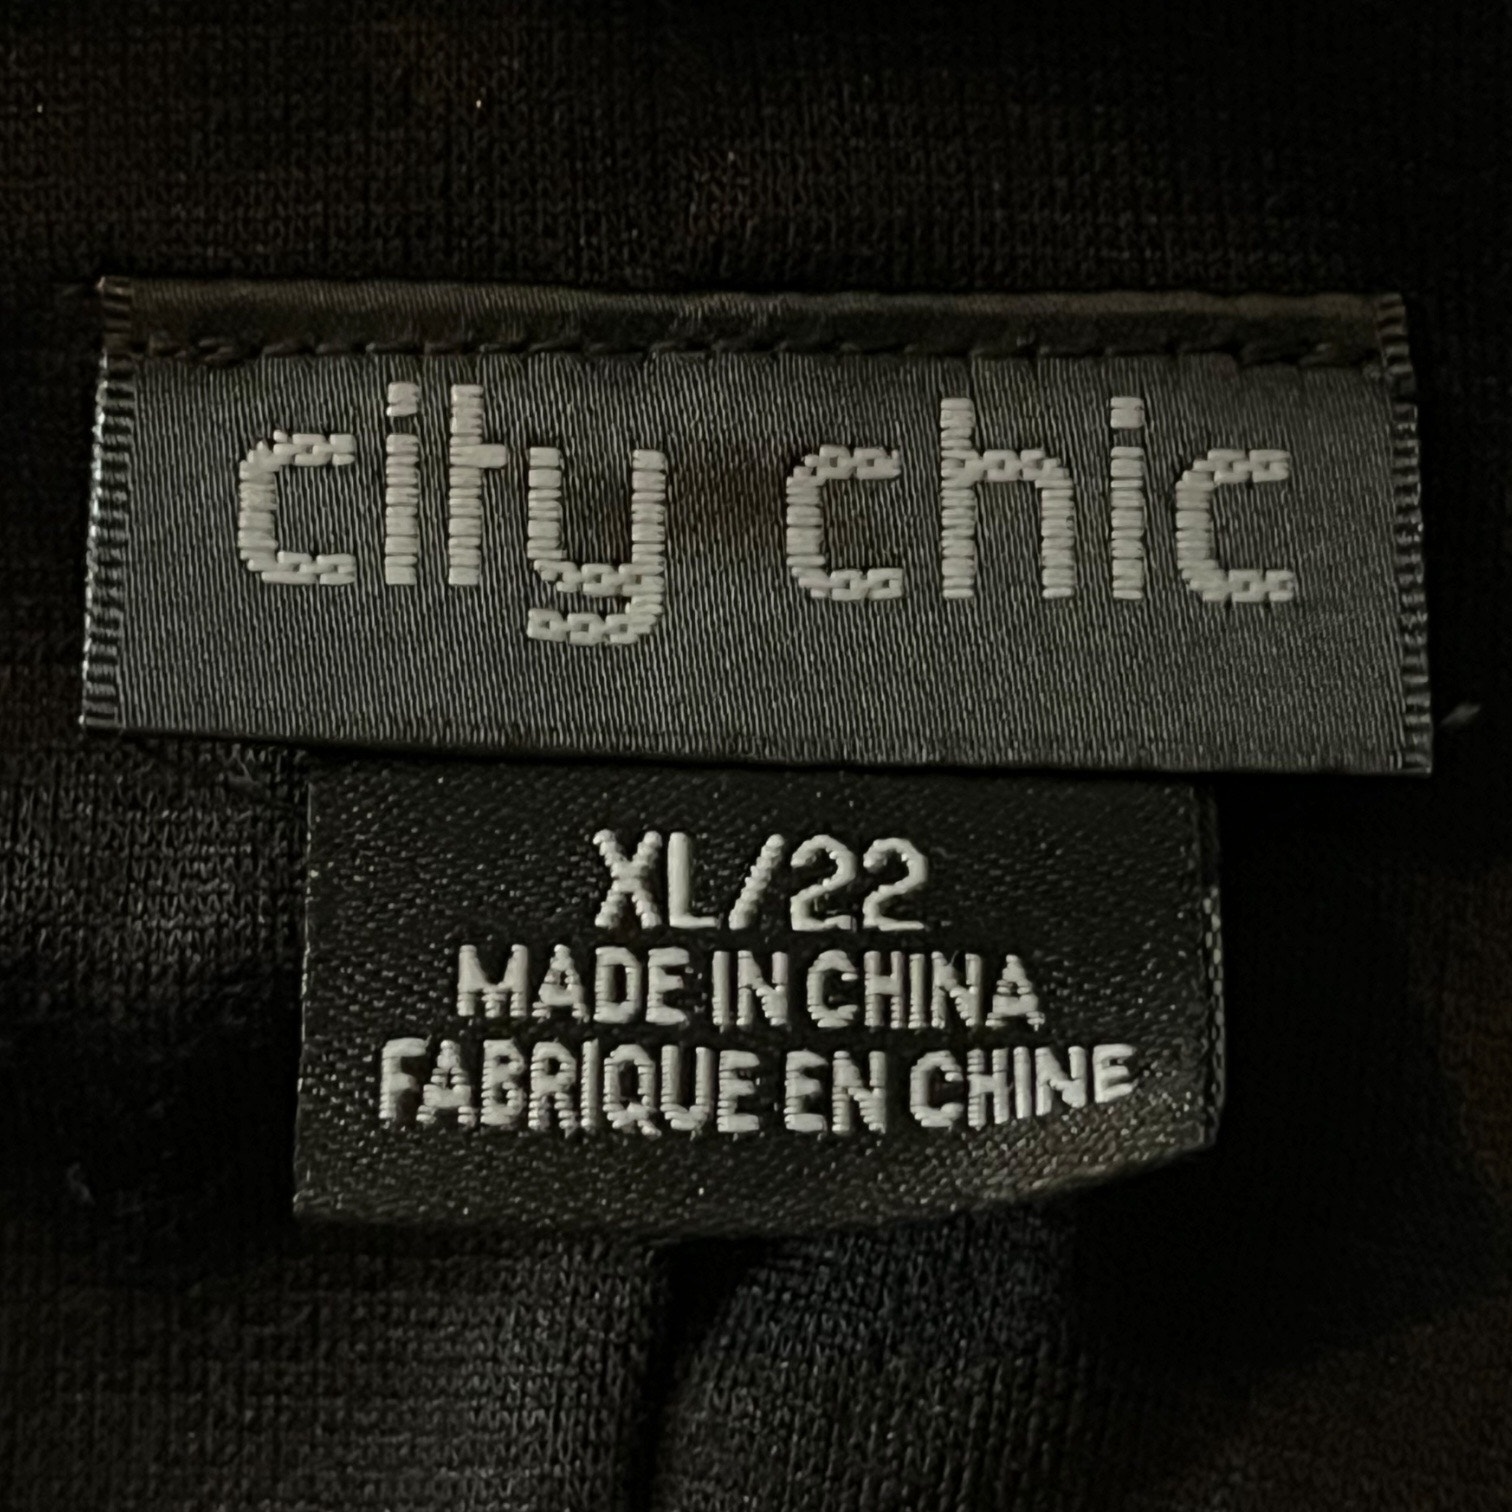 city chic
XL/22
MADE IN CHINA
FABRIQUE EN CHINE